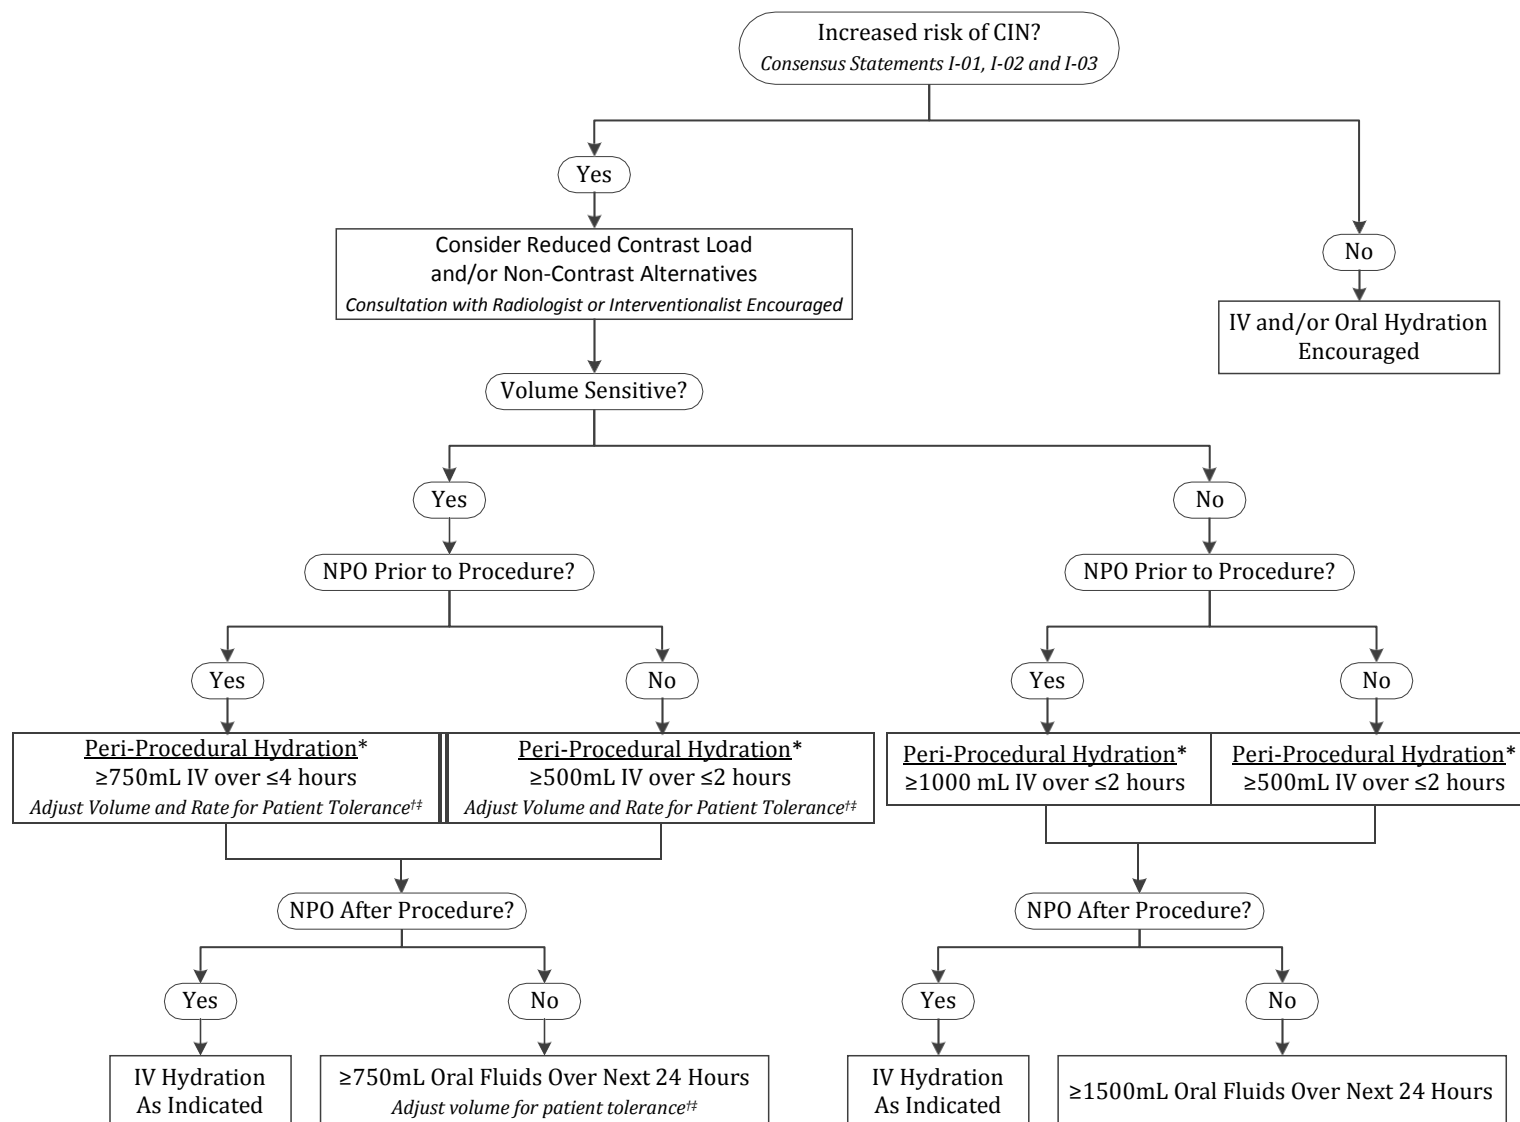 Increased risk of CIN?
Consensus Statements I-01, I-02 and I-03
Yes
No
Consider Reduced Contrast Load
and/or Non-Contrast Alternatives
Consultation with Radiologist or Interventionalist Encouraged
IV and/or Oral Hydration
Encouraged
Volume Sensitive?
Yes
No
NPO Prior to Procedure?
NPO Prior to Procedure?
Yes
No
Yes
No
Peri-Procedural Hydration*
≥750mL IV over ≤4 hours
Adjust Volume and Rate for Patient Tolerance†‡
Peri-Procedural Hydration*
≥500mL IV over ≤2 hours
Adjust Volume and Rate for Patient Tolerance†‡
Peri-Procedural Hydration*
≥1000 mL IV over ≤2 hours
Peri-Procedural Hydration*
≥500mL IV over ≤2 hours
NPO After Procedure?
NPO After Procedure?
Yes
No
Yes
No
IV Hydration
As Indicated
≥750mL Oral Fluids Over Next 24 Hours
Adjust volume for patient tolerance†‡
IV Hydration
As Indicated
≥1500mL Oral Fluids Over Next 24 Hours